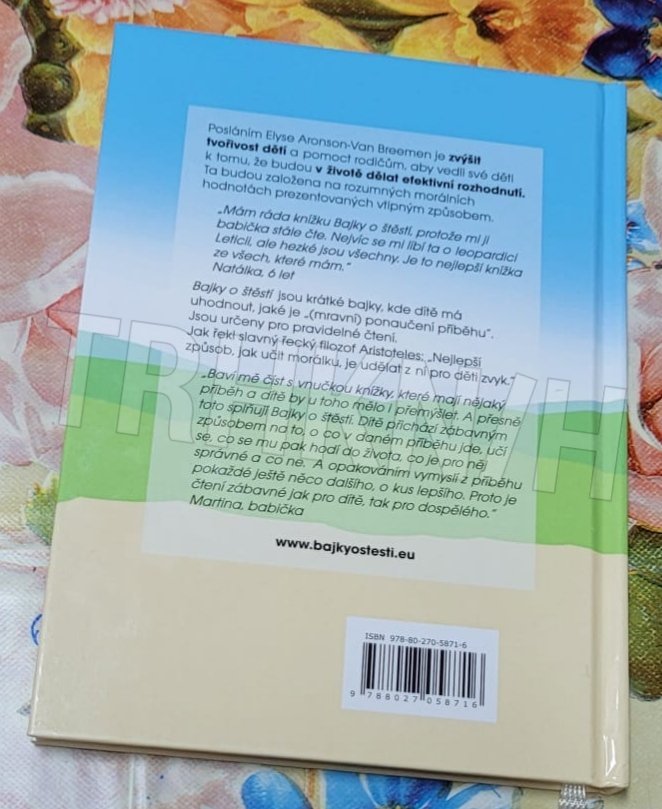 Posláním Elyse Aronson-Van Breemen je zvýšit
tvořivost dětí a pomoct rodičům, aby vedli své děti
k tomu, že budou v životě dělat efektivní rozhodnutí.
Ta budou založena na rozumných morálních
hodnotách prezentovaných vtipným způsobem.
„Mám ráda knížku Bajky o štěstí, protože mi ji
babička stále čte. Nejvíc se mi líbí ta o leopardici
Leticii, ale hezké jsou všechny. Je to nejlepší knížka
ze všech, které mám.“
Natálka, 6 let
Bajky o štěstí jsou krátké bajky, kde dítě má
uhodnout, jaké je „(mravní) ponaučení příběhu“.
Jsou určeny pro pravidelné čtení.
Jak řekl slavný řecký filozof Aristoteles: „Nejlepší
způsob, jak učit morálku, je udělat z ní pro děti zvyk.“
„Baví mě číst s vnučkou knížky, které mají nějaký
příběh a dítě by u toho mělo i přemýšlet. A přesně
toto splňují Bajky o štěstí. Dítě přichází zábavným
způsobem na to, o co v daném příběhu jde, učí
se, co se mu pak hodí do života, co je pro něj
správné a co ne. A opakováním vymyslí z příběhu
pokaždé ještě něco dalšího, o kus lepšího. Proto je
čtení zábavné jak pro dítě, tak pro dospělého.“
Martina, babička
www.bajkyostesti.eu
ISBN 978-80-270-5871-6
9 788027 058716